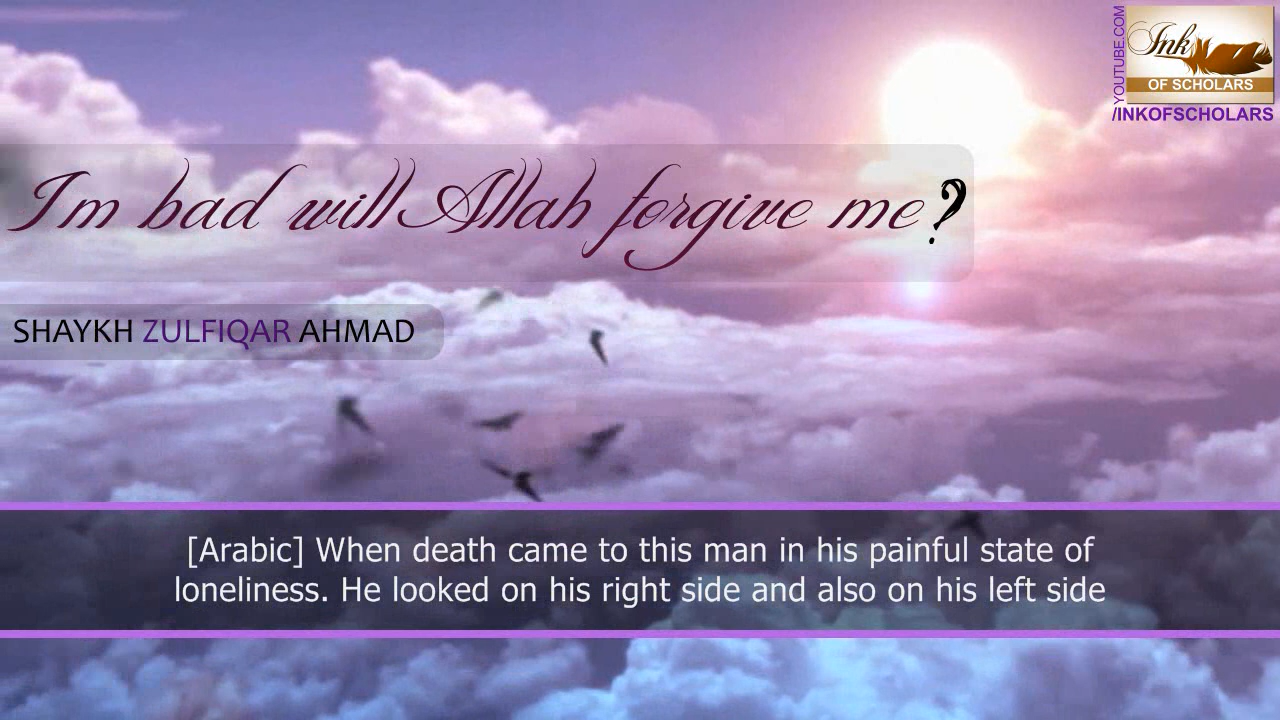 Ink
OF SCHOLARS
YOUTUBE.COM
/INKOFSCHOLARS
Im bad will Allah forgive me?
SHAYKH ZULFIQAR AHMAD
[Arabic] When death came to this man in his painful state of
loneliness. He looked on his right side and also on his left side